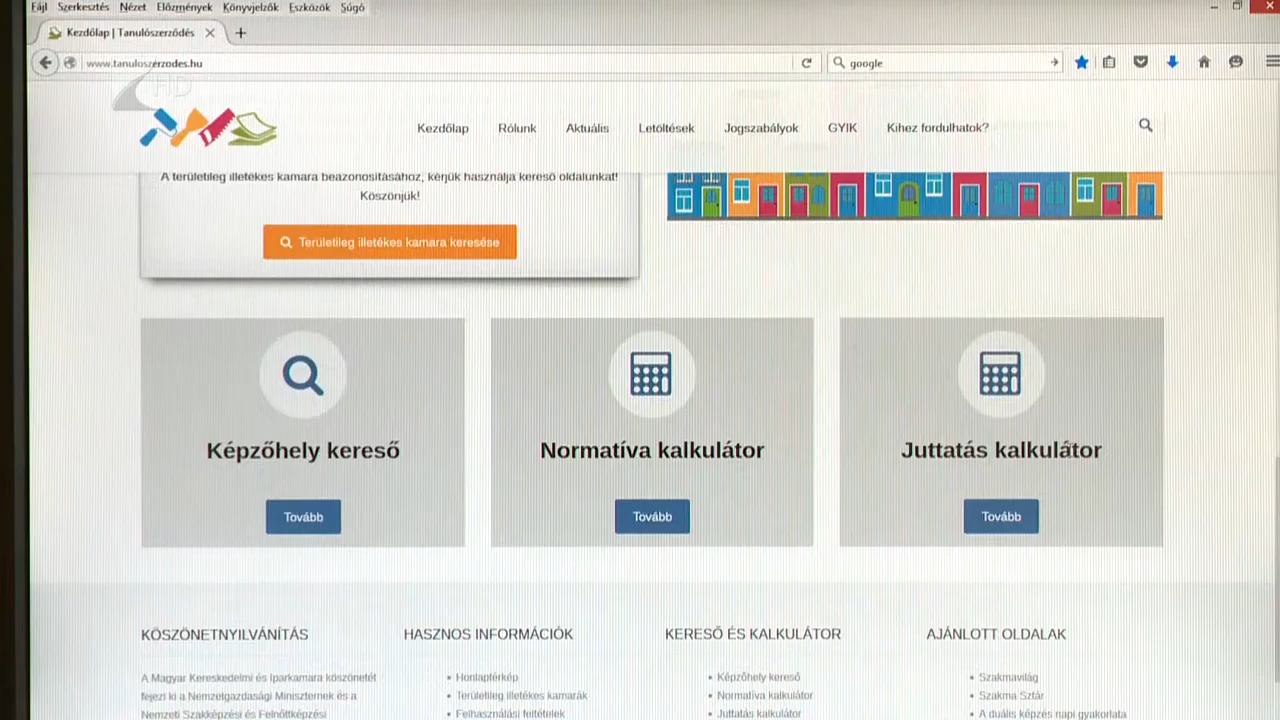 Fájl Szerkesztés Nézet Előzmények Könyvjelzők Eszközök Súgó
Kezdőlap | Tanulószerződés
www.tanuloszerzodes.hu
google
HD
Kezdőlap Rólunk Aktuális Letöltések Jogszabályok GYIK Kihez fordulhatok?
A területileg illetékes kamara beazonosításához, kérjük használja kereső oldalunkat!
Köszönjük!
Területileg illetékes kamara keresése
Képzőhely kereső
Tovább
Normatíva kalkulátor
Tovább
Juttatás kalkulátor
Tovább
KÖSZÖNETNYILVÁNÍTÁS
A Magyar Kereskedelmi és Iparkamara köszönetét
fejezi ki a Nemzetgazdasági Miniszternek és a
Nemzeti Szakképzési és Felnőttképzési
HASZNOS INFORMÁCIÓK
• Honlaptérkép
• Területileg illetékes kamarák
• Felhasználási feltételek
KERESŐ ÉS KALKULÁTOR
• Képzőhely kereső
• Normatíva kalkulátor
• Juttatás kalkulátor
AJÁNLOTT OLDALAK
• Szakmavilág
• Szakma Sztár
• A duális képzés napi gyakorlata